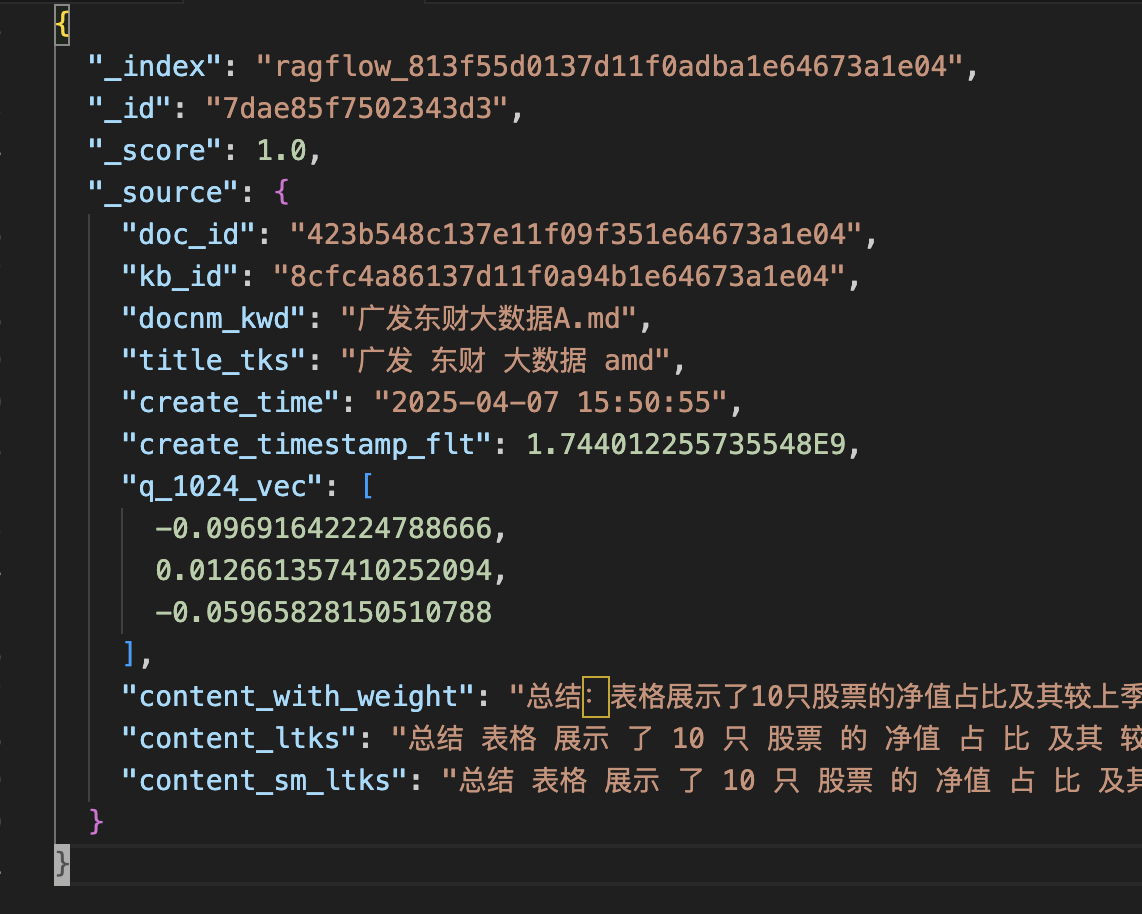 {
"_index": "ragflow_813f55d0137d11f0adba1e64673a1e04",
"_id": "7dae85f7502343d3",
"_score": 1.0,
"_source": {
"doc_id": "423b548c137e11f09f351e64673a1e04",
"kb_id": "8cfc4a86137d11f0a94b1e64673a1e04",
"docnm_kwd": "广发东财大数据A.md",
"title_tks": "广发 东财 大数据 amd",
"create_time": "2025-04-07 15:50:55",
"create_timestamp_flt": 1.744012255735548E9,
"q_1024_vec": [
-0.09691642224788666,
0.012661357410252094,
-0.05965828150510788
],
"content_with_weight": "总结：表格展示了10只股票的净值占比及其较上季
"content_ltks": "总结 表格 展示 了 10 只 股票 的 净值 占 比 及其 较
"content_sm_ltks": "总结 表格 展示 了 10 只 股票 的 净值 占 比 及其
}
}